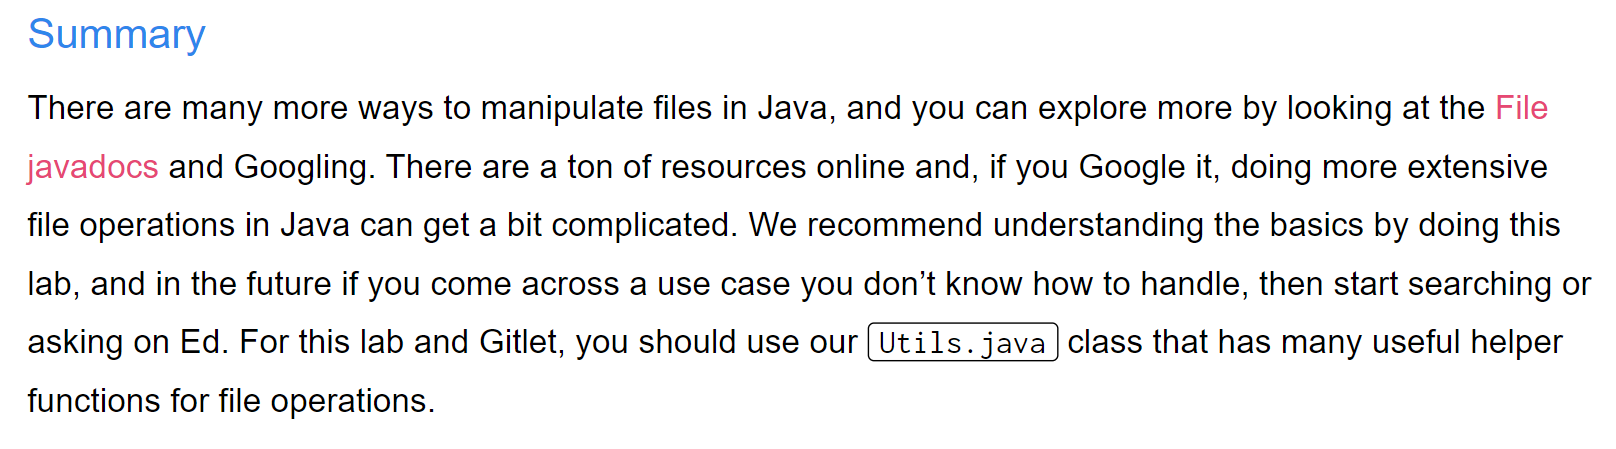 Summary
There are many more ways to manipulate files in Java, and you can explore more by looking at the File
javadocs and Googling. There are a ton of resources online and, if you Google it, doing more extensive
file operations in Java can get a bit complicated. We recommend understanding the basics by doing this
lab, and in the future if you come across a use case you don’t know how to handle, then start searching or
asking on Ed. For this lab and Gitlet, you should use our Utils.java class that has many useful helper
functions for file operations.